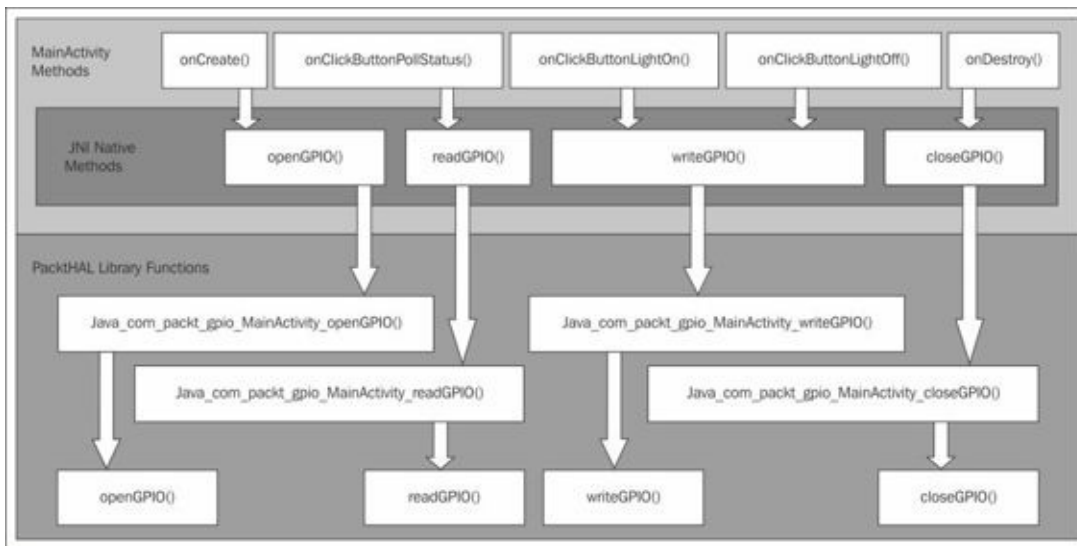 MainActivity
Methods
onCreate()
onClickButtonPollStatus()
onClickButtonLightOn()
onClickButtonLightOff()
onDestroy()
JNI Native
Methods
openGPIO()
readGPIO()
writeGPIO()
closeGPIO()
PacktHAL Library Functions
Java_com_packt_gpio_MainActivity_openGPIO()
Java_com_packt_gpio_MainActivity_writeGPIO()
Java_com_packt_gpio_MainActivity_readGPIO()
Java_com_packt_gpio_MainActivity_closeGPIO()
openGPIO()
readGPIO()
writeGPIO()
closeGPIO()